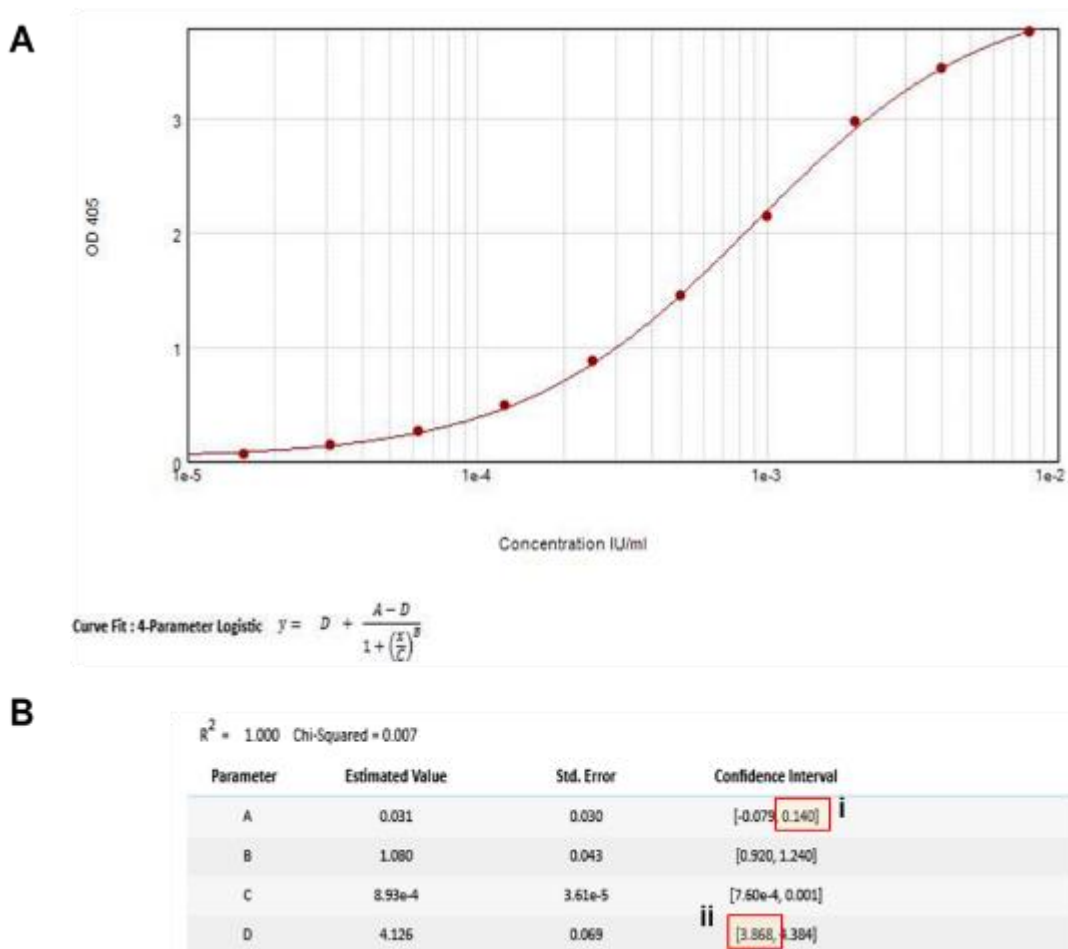 A
3
2
1
0
OD 405
1e-5 1e-4 1e-3 1e-2
Concentration IU/ml
Curve Fit : 4-Parameter Logistic y = D + \frac{A - D}{1 + (\frac{x}{C})^B}
B
R² = 1.000 Chi-Squared = 0.007
Parameter Estimated Value Std. Error Confidence Interval
A 0.031 0.030 [-0.079, 0.140] i
B 1.080 0.043 [0.920, 1.240]
C 8.93e-4 3.61e-5 [7.60e-4, 0.001]
D 4.126 0.069 ii [3.868, 4.384]